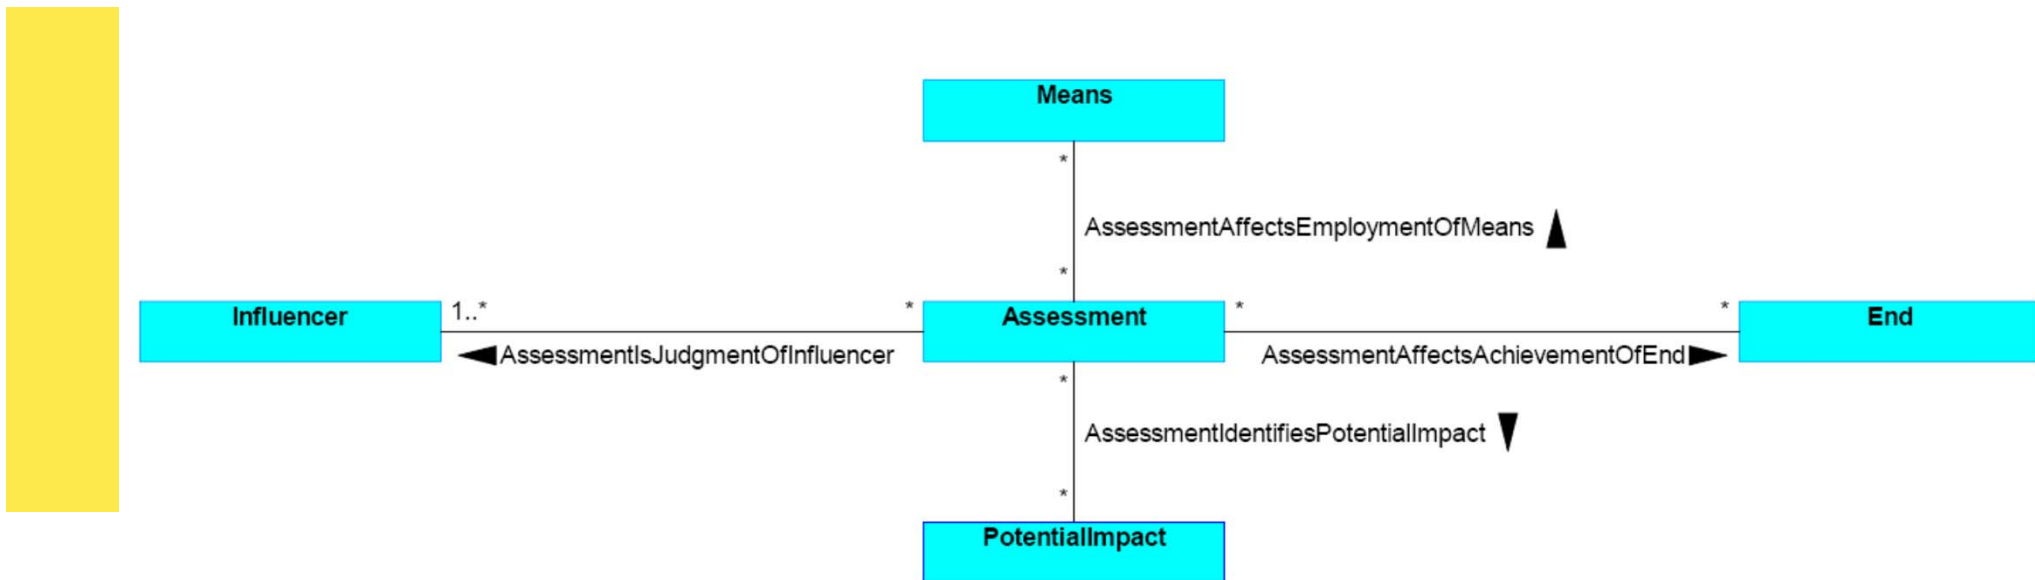 Means
*
AssessmentAffectsEmploymentOfMeans
*
Influencer
1..*
*
Assessment
*
*
End
AssessmentIsJudgmentOfInfluencer
AssessmentAffectsAchievementOfEnd
*
AssessmentIdentifiesPotentialImpact
*
PotentialImpact